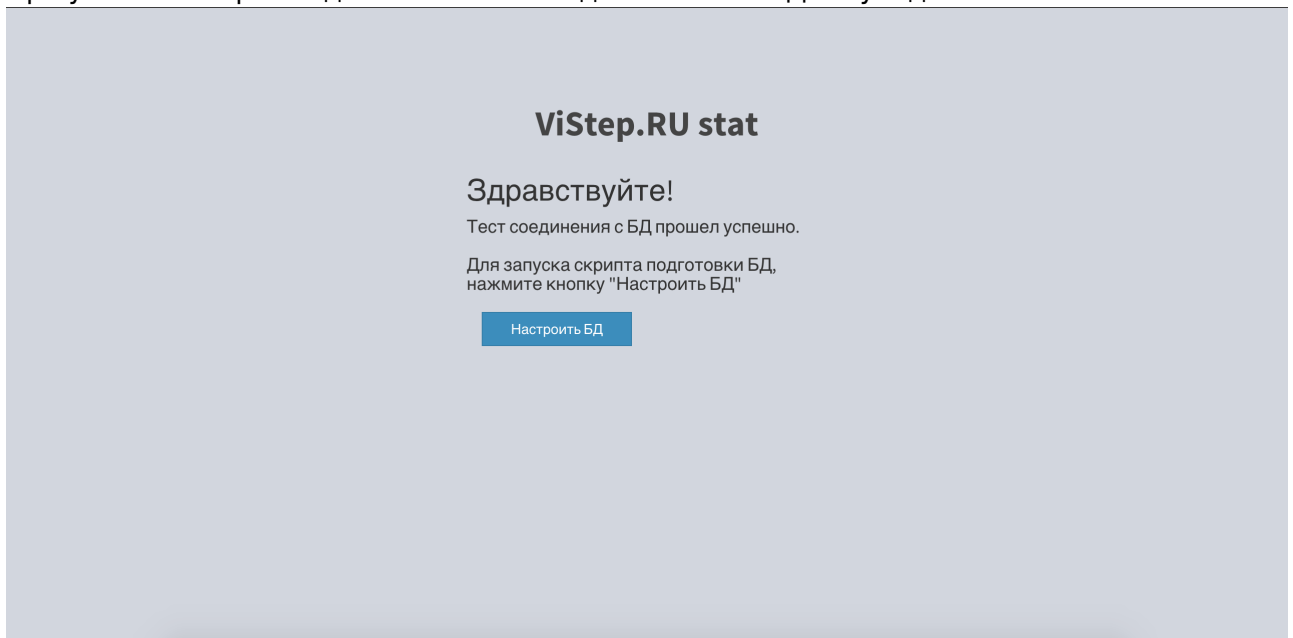 ViStep.RU stat
Здравствуйте!
Тест соединения с БД прошел успешно.
Для запуска скрипта подготовки БД,
нажмите кнопку "Настроить БД"
Настроить БД